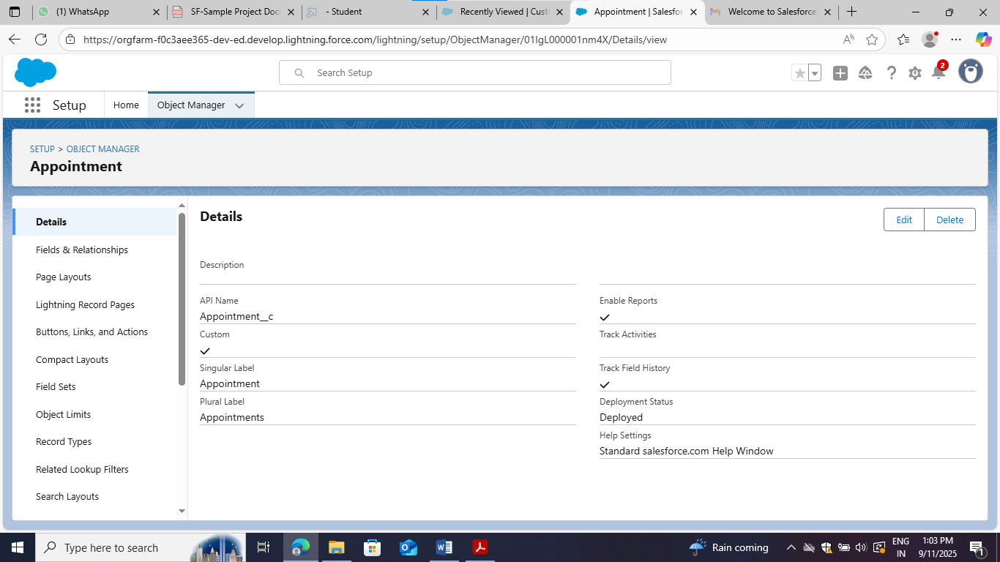 (1) WhatsApp
SF-Sample Project Docu
- Student
Recently Viewed | Custo
Appointment | Salesfor
Welcome to Salesforce
https://orgfarm-f0c3aee365-dev-ed.develop.lightning.force.com/lightning/setup/ObjectManager/01IgL000001nm4X/Details/view
Search Setup
2
Setup
Home
Object Manager
SETUP > OBJECT MANAGER
Appointment
Details
Fields & Relationships
Page Layouts
Lightning Record Pages
Buttons, Links, and Actions
Compact Layouts
Field Sets
Object Limits
Record Types
Related Lookup Filters
Search Layouts
Details
Edit
Delete
Description
API Name
Appointment__c
Custom
Singular Label
Appointment
Plural Label
Appointments
Enable Reports
Track Activities
Track Field History
Deployment Status
Deployed
Help Settings
Standard salesforce.com Help Window
Type here to search
Rain coming
ENG
IN
1:03 PM
9/11/2025
1